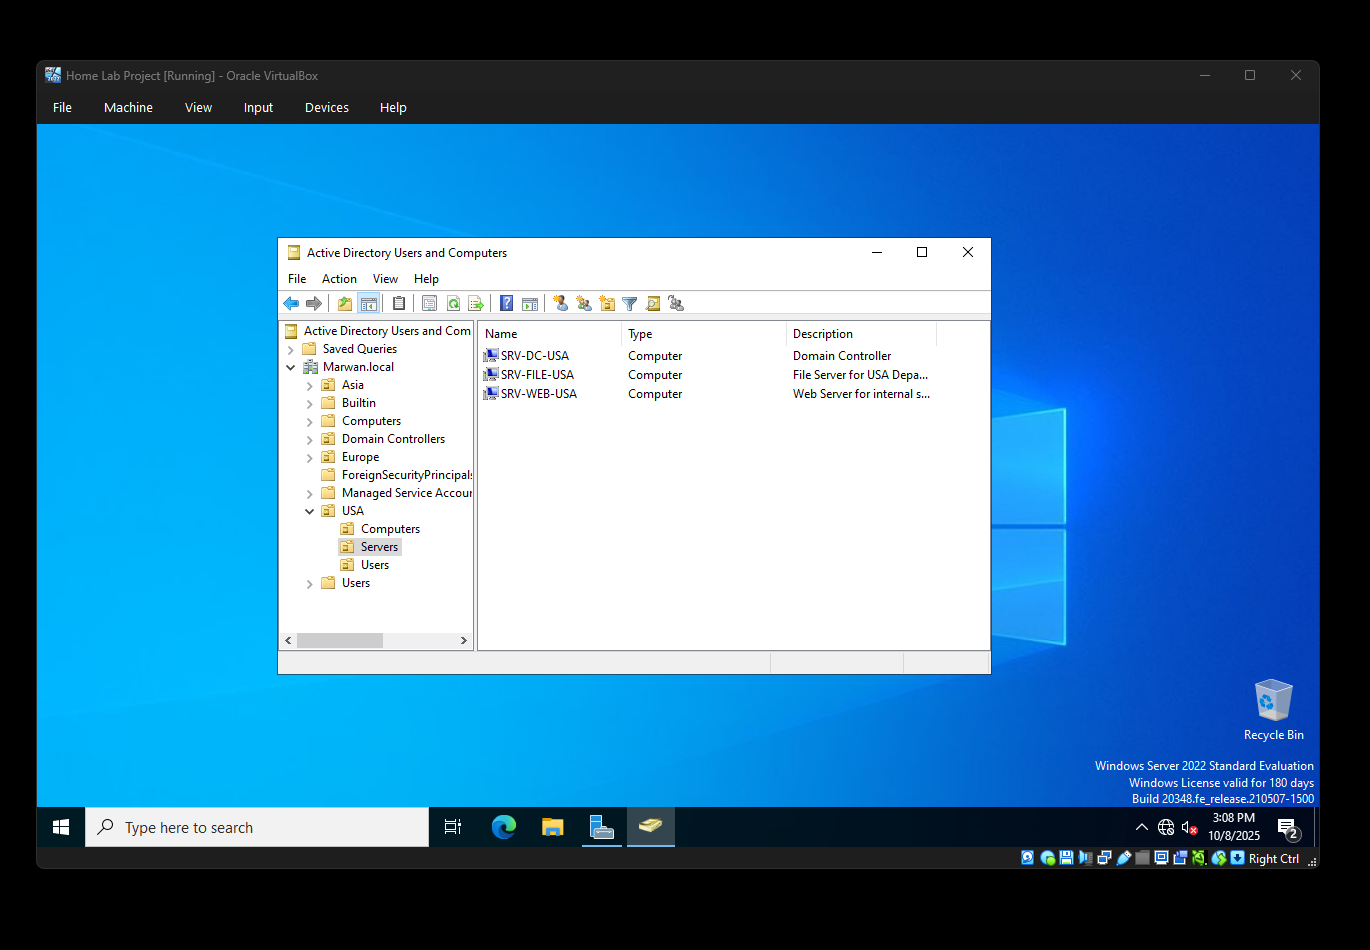 Home Lab Project [Running] - Oracle VirtualBox
File Machine View Input Devices Help
Active Directory Users and Computers
File Action View Help
Active Directory Users and Com
Saved Queries
Marwan.local
Asia
Builtin
Computers
Domain Controllers
Europe
ForeignSecurityPrincipals
Managed Service Accoun
USA
Computers
Servers
Users
Users
Name Type Description
SRV-DC-USA Computer Domain Controller
SRV-FILE-USA Computer File Server for USA Depa...
SRV-WEB-USA Computer Web Server for internal s...
Recycle Bin
Windows Server 2022 Standard Evaluation
Windows License valid for 180 days
Build 20348.fe_release.210507-1500
Type here to search
3:08 PM
10/8/2025
2
Right Ctrl